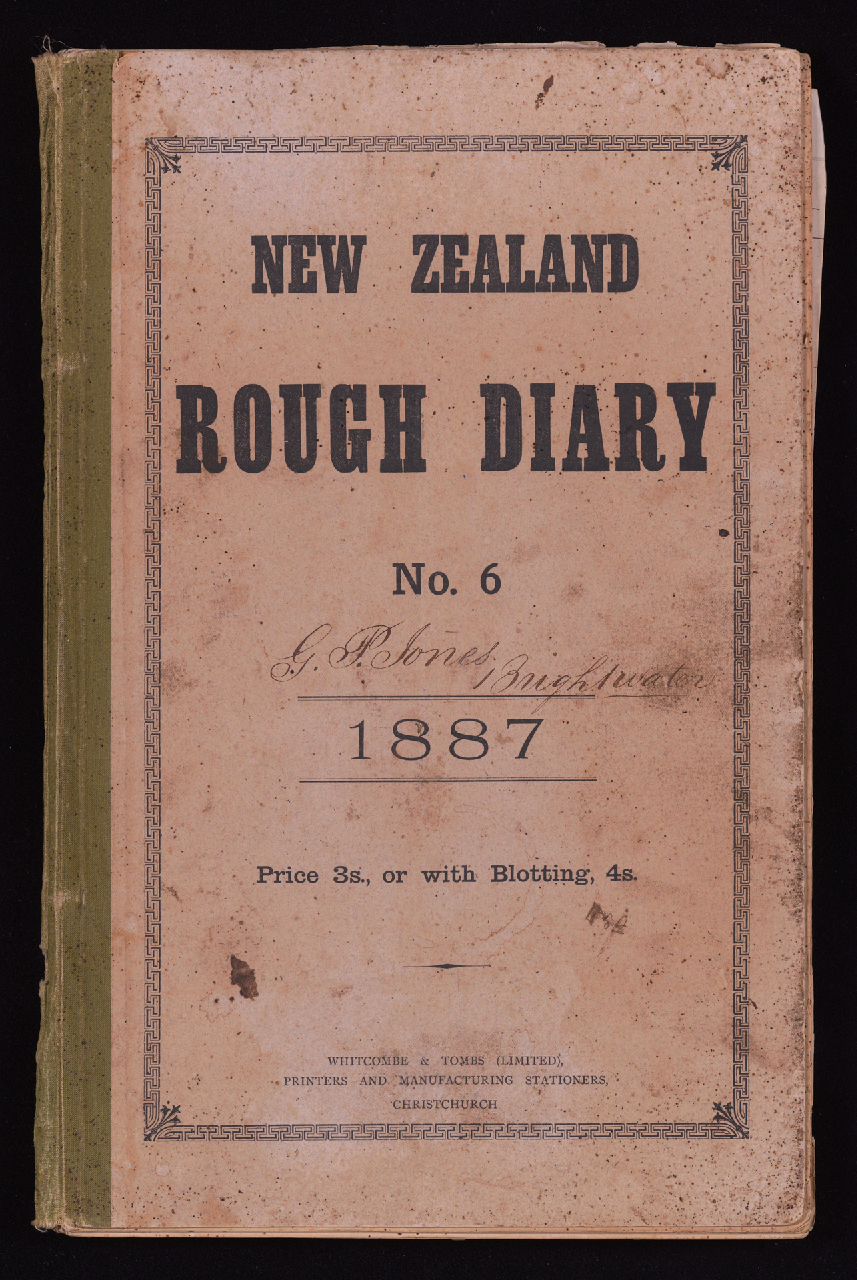 NEW ZEALAND
ROUGH DIARY
No. 6
G. P. Jones, Brightwater
1887
Price 3s., or with Blotting, 4s.
WHITCOMBE & TOMBS (LIMITED),
PRINTERS AND MANUFACTURING STATIONERS,
CHRISTCHURCH